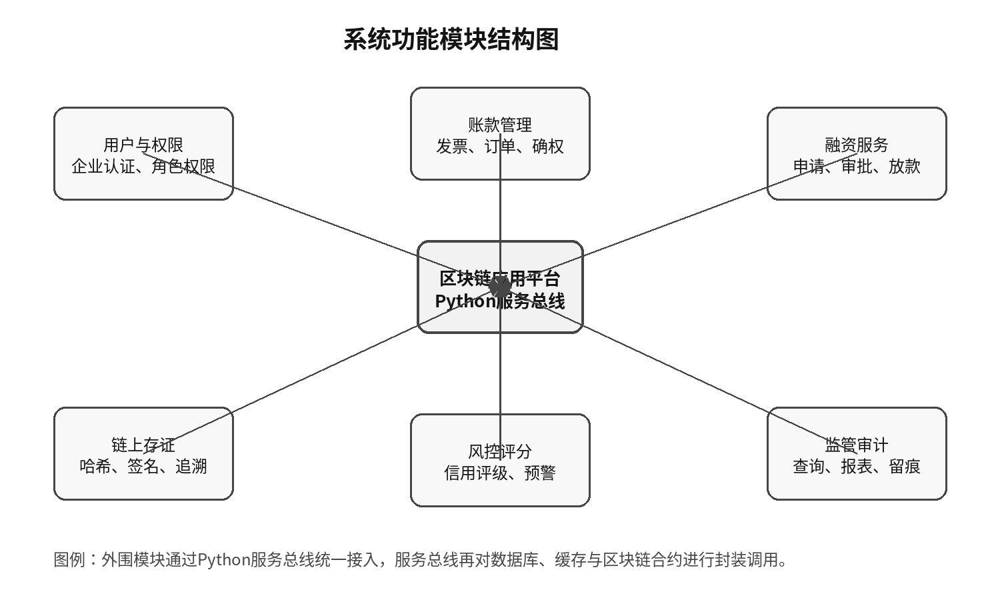 系统功能模块结构图
用户与权限
企业认证、角色权限
账款管理
发票、订单、确权
融资服务
申请、审批、放款
区块链应用平台
Python服务总线
链上存证
哈希、签名、追溯
风控评分
信用评级、预警
监管审计
查询、报表、留痕
图例：外围模块通过Python服务总线统一接入，服务总线再对数据库、缓存与区块链合约进行封装调用。